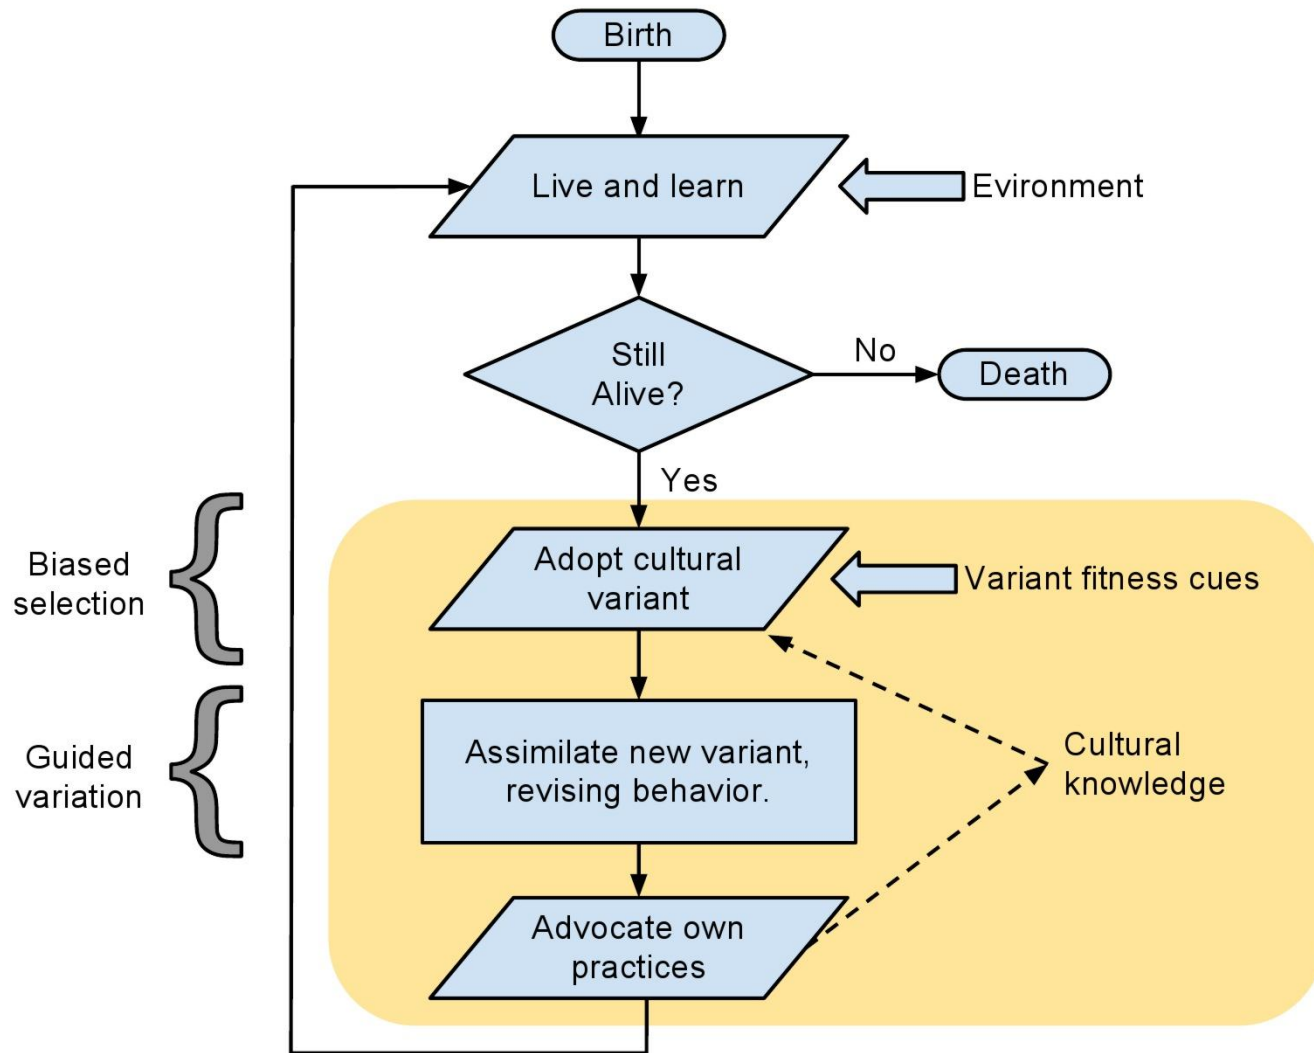 Birth
Live and learn
Evironment
Still
Alive?
No
Death
Yes
Biased
selection
Adopt cultural
variant
Variant fitness cues
Guided
variation
Assimilate new variant,
revising behavior.
Cultural
knowledge
Advocate own
practices